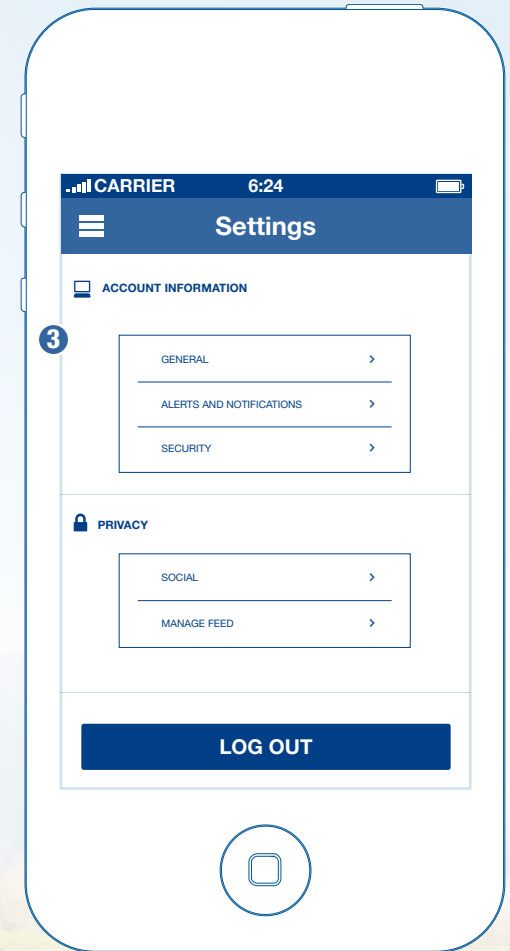 CARRIER 6:24
Settings
ACCOUNT INFORMATION
3
GENERAL
ALERTS AND NOTIFICATIONS
SECURITY
PRIVACY
SOCIAL
MANAGE FEED
LOG OUT